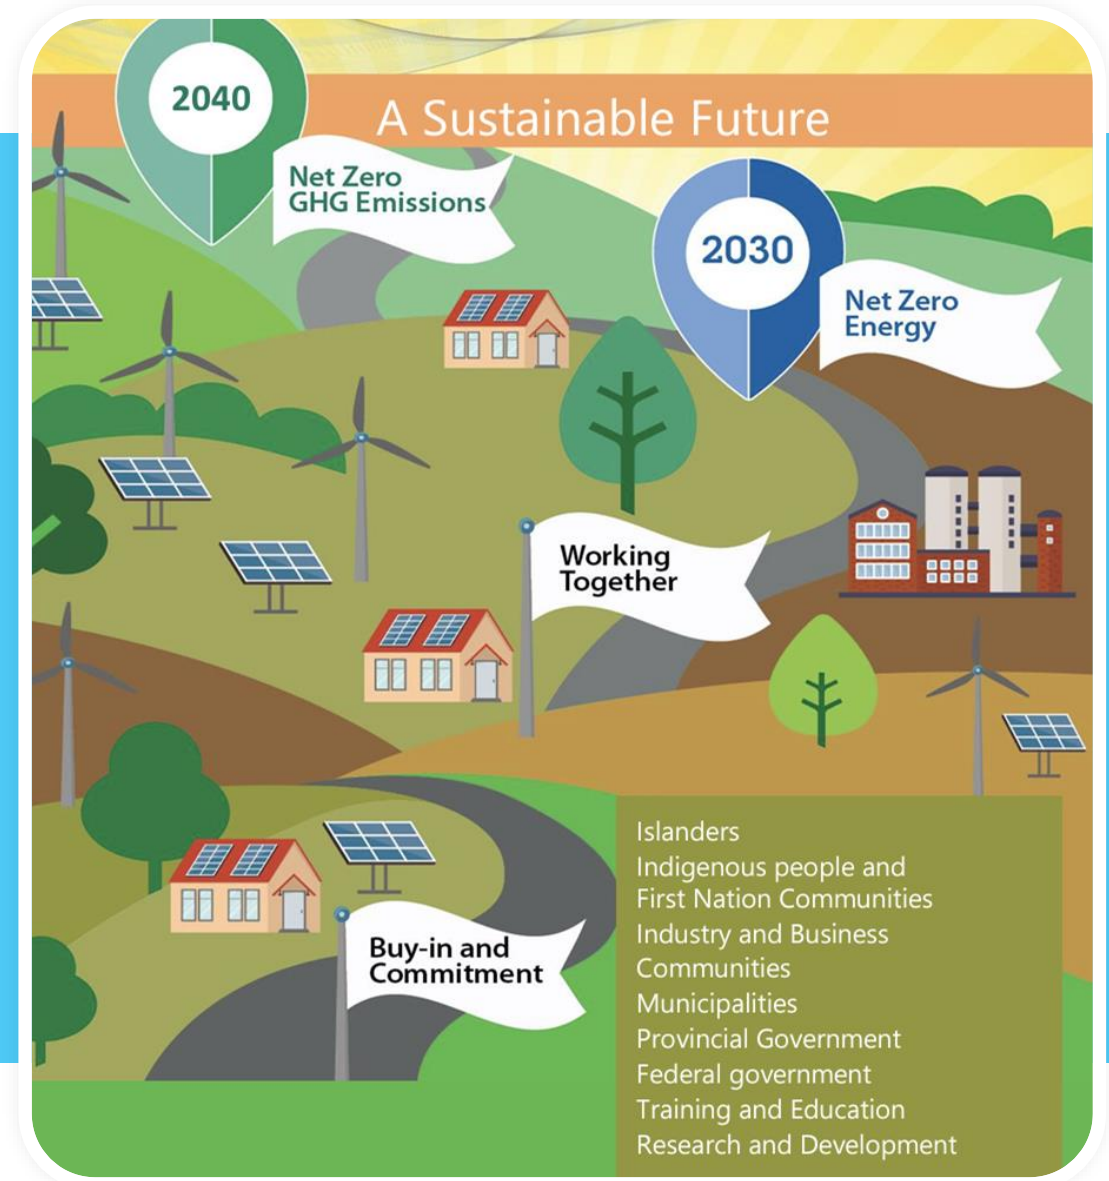 2040
A Sustainable Future
Net Zero
GHG Emissions
2030
Net Zero
Energy
Working
Together
Buy-in and
Commitment
Islanders
Indigenous people and
First Nation Communities
Industry and Business
Communities
Municipalities
Provincial Government
Federal government
Training and Education
Research and Development